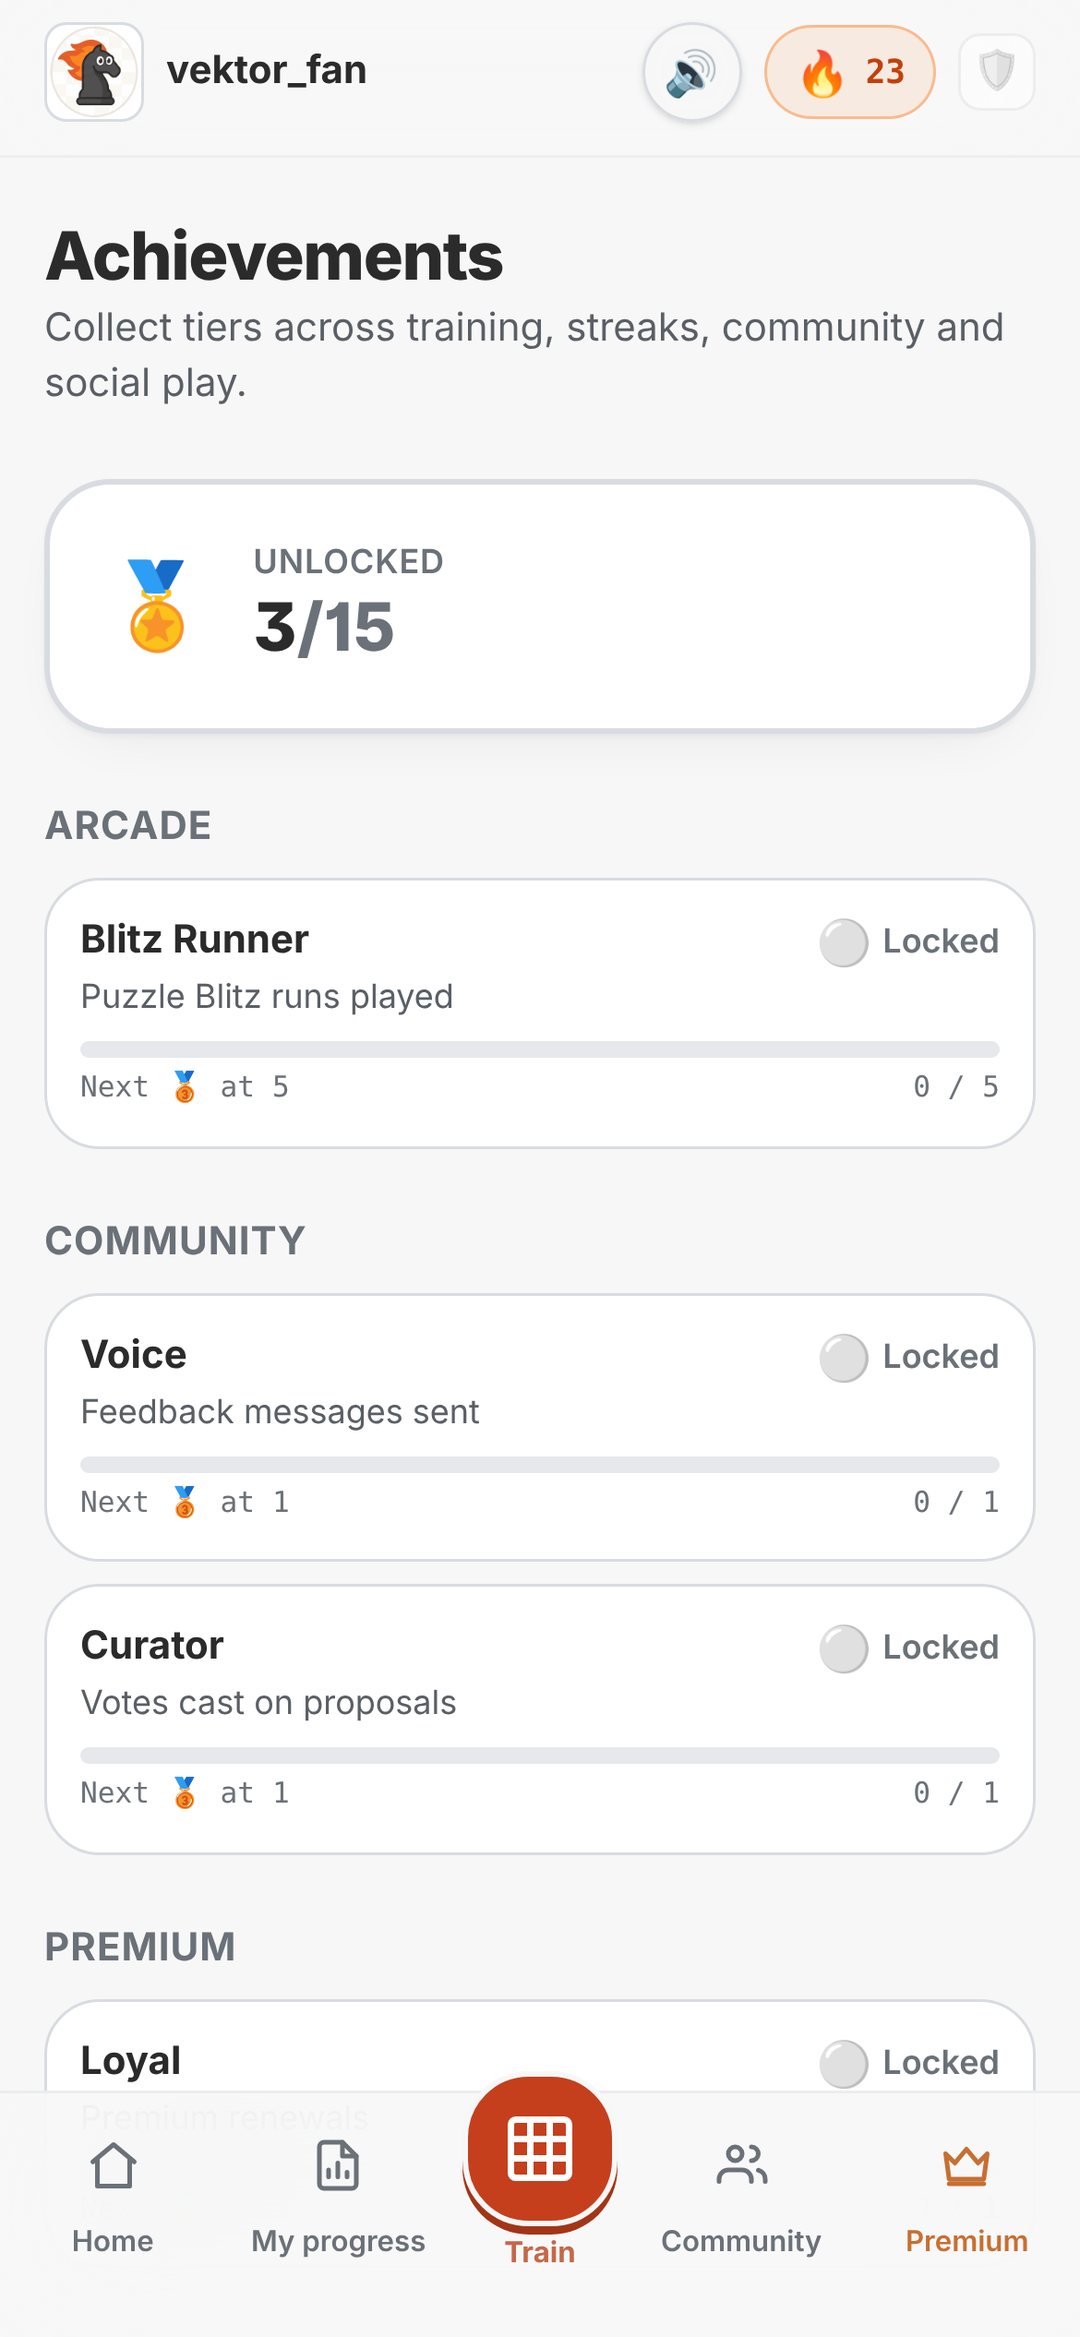 vektor_fan
23
Achievements
Collect tiers across training, streaks, community and
social play.
UNLOCKED
3/15
ARCADE
Blitz Runner
Locked
Puzzle Blitz runs played
Next at 5
0 / 5
COMMUNITY
Voice
Locked
Feedback messages sent
Next at 1
0 / 1
Curator
Locked
Votes cast on proposals
Next at 1
0 / 1
PREMIUM
Loyal
Locked
Premium renewals
Home
My progress
Train
Community
Premium